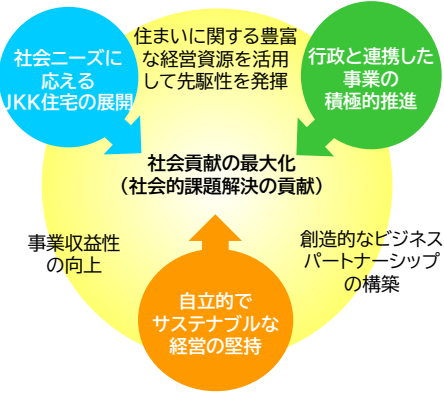 社会ニーズに
応える
JKK住宅の展開
住まいに関する豊富
な経営資源を活用
して先駆性を発揮
行政と連携した
事業の
積極的推進
社会貢献の最大化
（社会的課題解決の貢献）
事業収益性
の向上
創造的なビジネス
パートナーシップ
の構築
自立的で
サステナブルな
経営の堅持